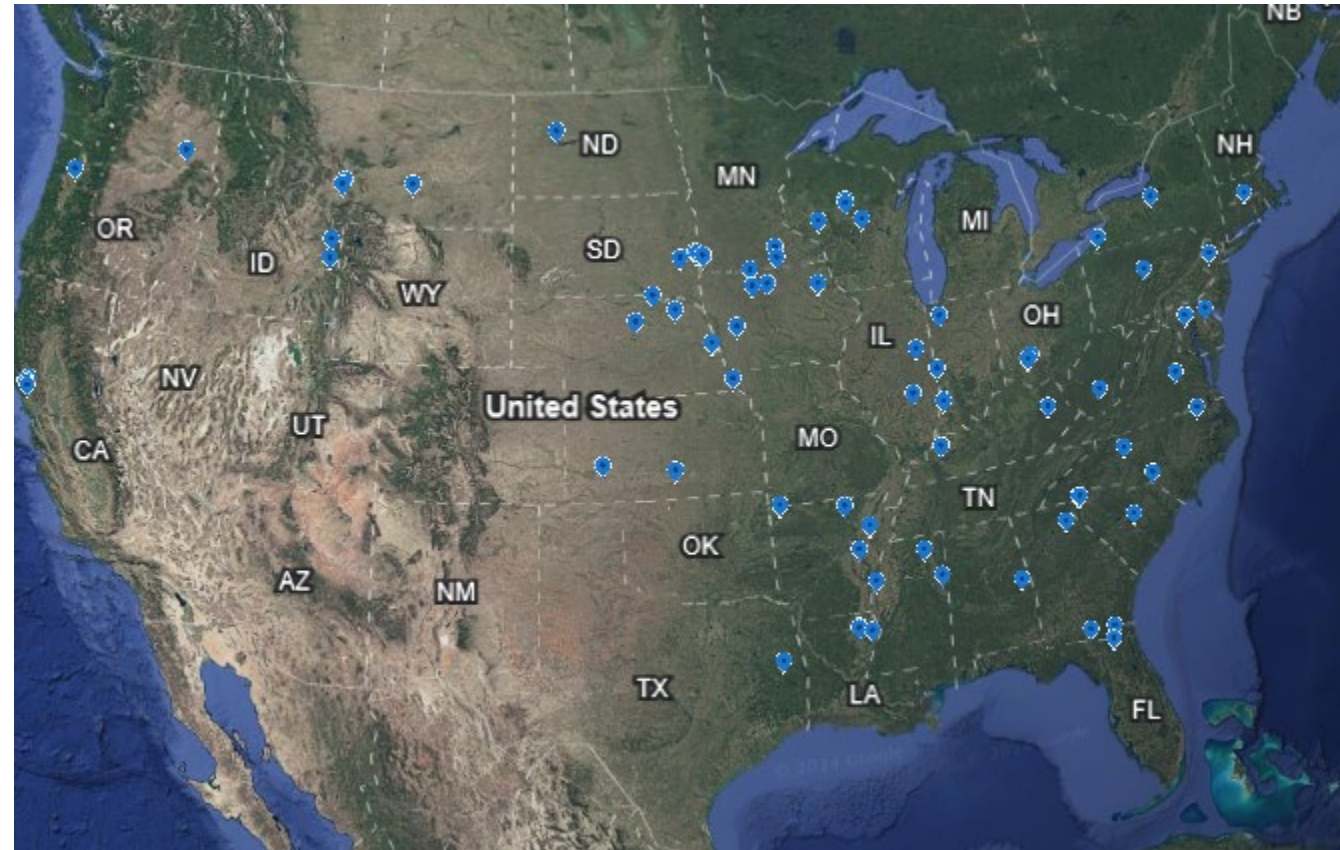 NB
NH
ND
MN
OR
MI
SD
ID
WY
OH
IL
NV
United States
UT
MO
CA
TN
OK
AZ
NM
TX
LA
FL